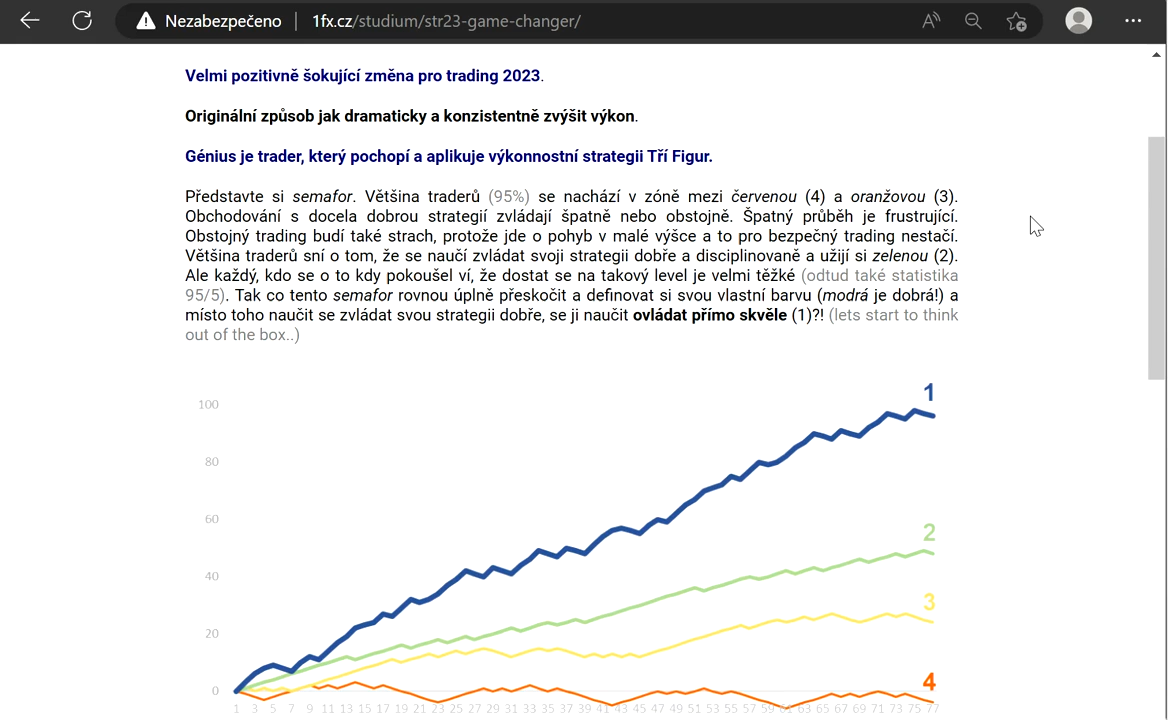 Nezabezpečeno | 1fx.cz/studium/str23-game-changer/
Velmi pozitivně šokující změna pro trading 2023.
Originální způsob jak dramaticky a konzistentně zvýšit výkon.
Génius je trader, který pochopí a aplikuje výkonnostní strategii Tří Figur.
Představte si semafor. Většina traderů (95%) se nachází v zóně mezi červenou (4) a oranžovou (3).
Obchodování s docela dobrou strategií zvládají špatně nebo obstojně. Špatný průběh je frustrující.
Obstojný trading budí také strach, protože jde o pohyb v malé výšce a to pro bezpečný trading nestačí.
Většina traderů sní o tom, že se naučí zvládat svoji strategii dobře a disciplinovaně a užijí si zelenou (2).
Ale každý, kdo se o to kdy pokoušel ví, že dostat se na takový level je velmi těžké (odtud také statistika
95/5). Tak co tento semafor rovnou úplně přeskočit a definovat si svou vlastní barvu (modrá je dobrá!) a
místo toho naučit se zvládat svou strategii dobře, se ji naučit ovládat přímo skvěle (1)?! (lets start to think
out of the box..)
1
100
80
2
60
40
3
20
4
0
1 3 5 7 9 11 13 15 17 19 21 23 25 27 29 31 33 35 37 39 41 43 45 47 49 51 53 55 57 59 61 63 65 67 69 71 73 75 77